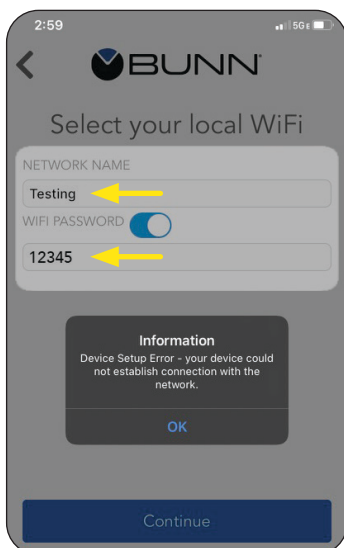 2:59
5GE
BUNN
Select your local WiFi
NETWORK NAME
Testing
WIFI PASSWORD
12345
Information
Device Setup Error - your device could
not establish connection with the
network.
OK
Continue